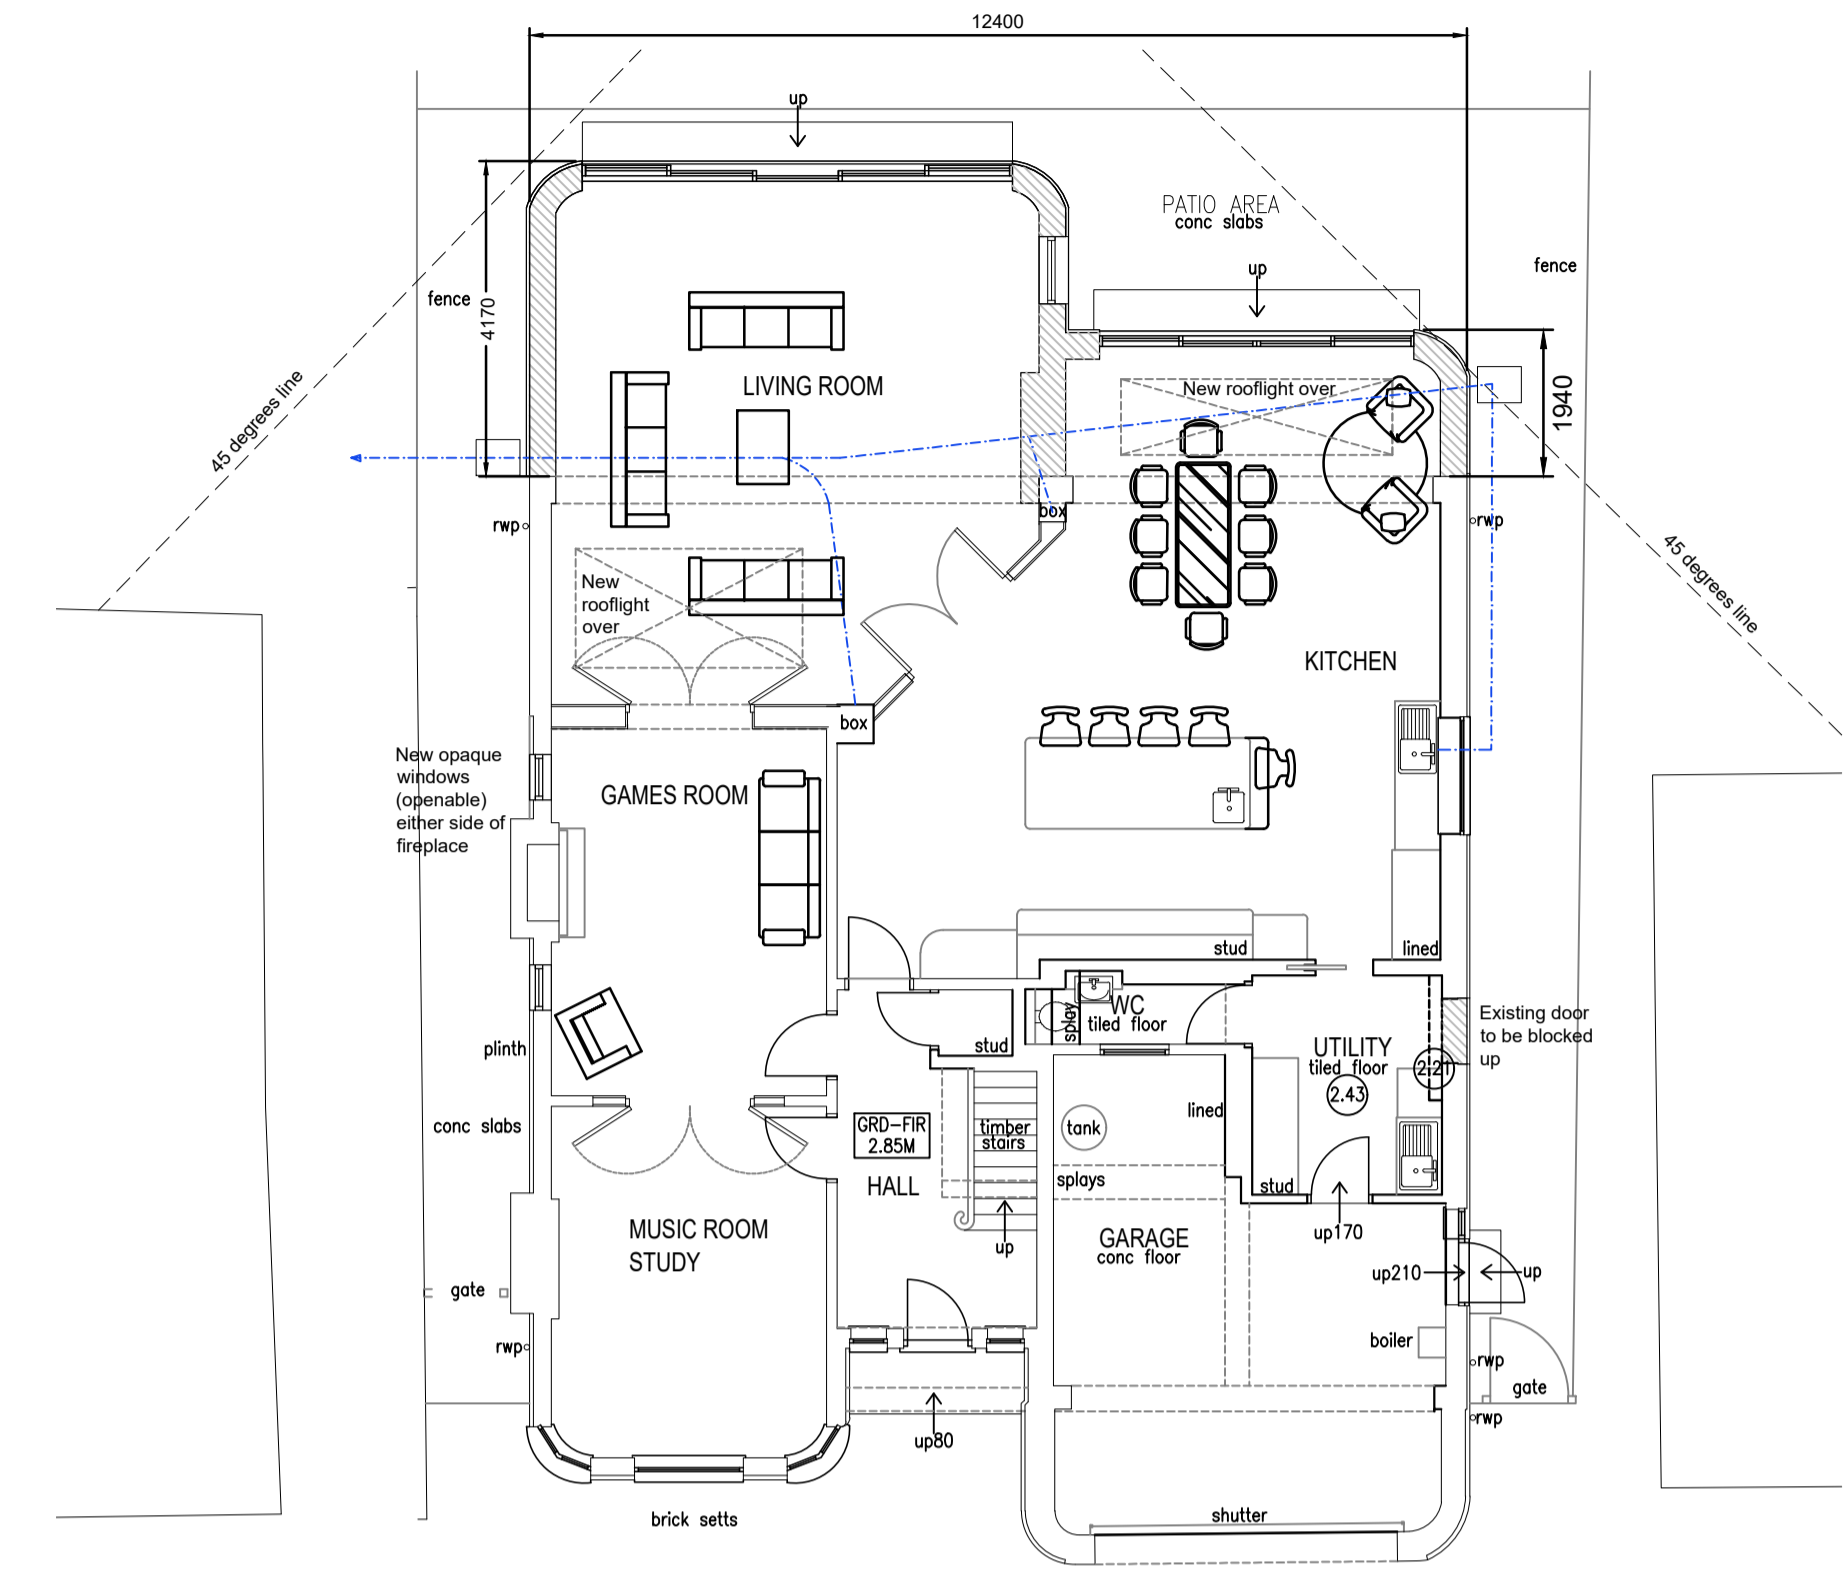 12400
up
PATIO AREA
conc slabs
up
fence
fence
4170
45 degrees line
LIVING ROOM
New rooflight over
1940
rwp
box
rwp
45 degrees line
New
rooflight
over
KITCHEN
box
New opaque
windows
(openable)
either side of
fireplace
GAMES ROOM
stud
lined
WC
tiled floor
splay
Existing door
to be blocked
up
plinth
stud
UTILITY
tiled floor
2.21
2.43
conc slabs
GRD-FIR
2.85M
timber
stairs
tank
lined
HALL
splays
stud
MUSIC ROOM
STUDY
up
GARAGE
conc floor
up170
up210
up
gate
boiler
rwp
rwp
gate
rwp
up80
brick setts
shutter